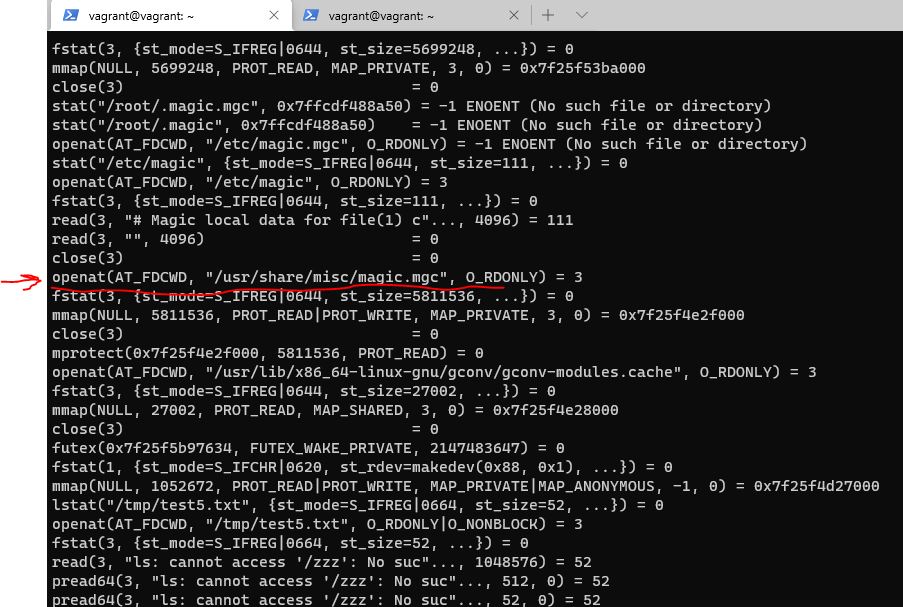 vagrant@vagrant: ~
vagrant@vagrant: ~
fstat(3, {st_mode=S_IFREG|0644, st_size=5699248, ...}) = 0
mmap(NULL, 5699248, PROT_READ, MAP_PRIVATE, 3, 0) = 0x7f25f53ba000
close(3)                                = 0
stat("/root/.magic.mgc", 0x7ffcdf488a50) = -1 ENOENT (No such file or directory)
stat("/root/.magic", 0x7ffcdf488a50)    = -1 ENOENT (No such file or directory)
openat(AT_FDCWD, "/etc/magic.mgc", O_RDONLY) = -1 ENOENT (No such file or directory)
stat("/etc/magic", {st_mode=S_IFREG|0644, st_size=111, ...}) = 0
openat(AT_FDCWD, "/etc/magic", O_RDONLY) = 3
fstat(3, {st_mode=S_IFREG|0644, st_size=111, ...}) = 0
read(3, "# Magic local data for file(1) c"..., 4096) = 111
read(3, "", 4096)                       = 0
close(3)                                = 0
openat(AT_FDCWD, "/usr/share/misc/magic.mgc", O_RDONLY) = 3
fstat(3, {st_mode=S_IFREG|0644, st_size=5811536, ...}) = 0
mmap(NULL, 5811536, PROT_READ|PROT_WRITE, MAP_PRIVATE, 3, 0) = 0x7f25f4e2f000
close(3)                                = 0
mprotect(0x7f25f4e2f000, 5811536, PROT_READ) = 0
openat(AT_FDCWD, "/usr/lib/x86_64-linux-gnu/gconv/gconv-modules.cache", O_RDONLY) = 3
fstat(3, {st_mode=S_IFREG|0644, st_size=27002, ...}) = 0
mmap(NULL, 27002, PROT_READ, MAP_SHARED, 3, 0) = 0x7f25f4e28000
close(3)                                = 0
futex(0x7f25f5b97634, FUTEX_WAKE_PRIVATE, 2147483647) = 0
fstat(1, {st_mode=S_IFCHR|0620, st_rdev=makedev(0x88, 0x1), ...}) = 0
mmap(NULL, 1052672, PROT_READ|PROT_WRITE, MAP_PRIVATE|MAP_ANONYMOUS, -1, 0) = 0x7f25f4d27000
lstat("/tmp/test5.txt", {st_mode=S_IFREG|0664, st_size=52, ...}) = 0
openat(AT_FDCWD, "/tmp/test5.txt", O_RDONLY|O_NONBLOCK) = 3
fstat(3, {st_mode=S_IFREG|0664, st_size=52, ...}) = 0
read(3, "ls: cannot access '/zzz': No suc"..., 1048576) = 52
pread64(3, "ls: cannot access '/zzz': No suc"..., 512, 0) = 52
pread64(3, "ls: cannot access '/zzz': No suc"..., 52, 0) = 52